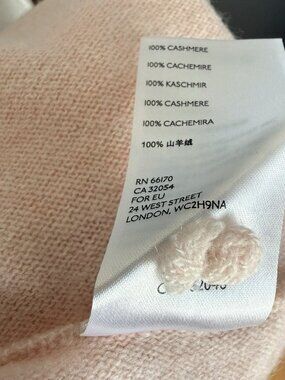 100% CASHMERE
100% CACHEMIRE
100% KASCHMIR
100% CASHMERE
100% CACHEMIRA
100% 山羊绒
RN 66170
CA 32054
FOR EU
24 WEST STREET
LONDON, WC2H9NA